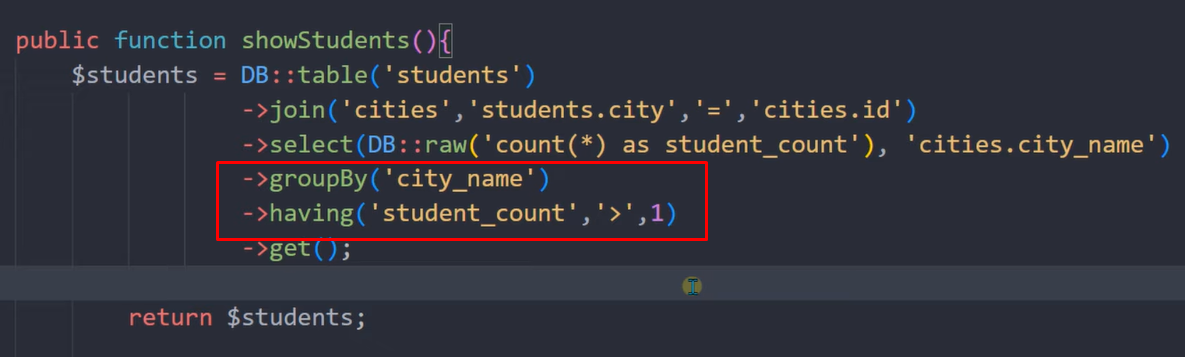 public function showStudents(){
$students = DB::table('students')
->join('cities','students.city','=','cities.id')
->select(DB::raw('count(*) as student_count'), 'cities.city_name')
->groupBy('city_name')
->having('student_count','>',1)
->get();
return $students;